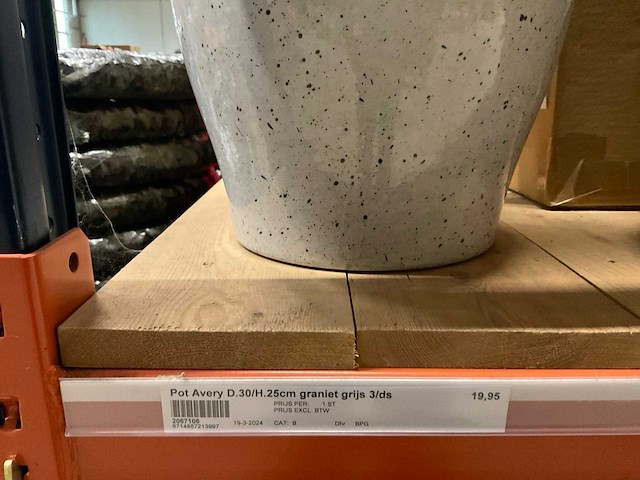 Pot Avery D.30/H.25cm graniet grijs 3/ds 19,95
PRIJS PER: 1 ST
PRIJS EXCL. BTW
2067106
8714667213997 19-3-2024 CAT: B Div BPG